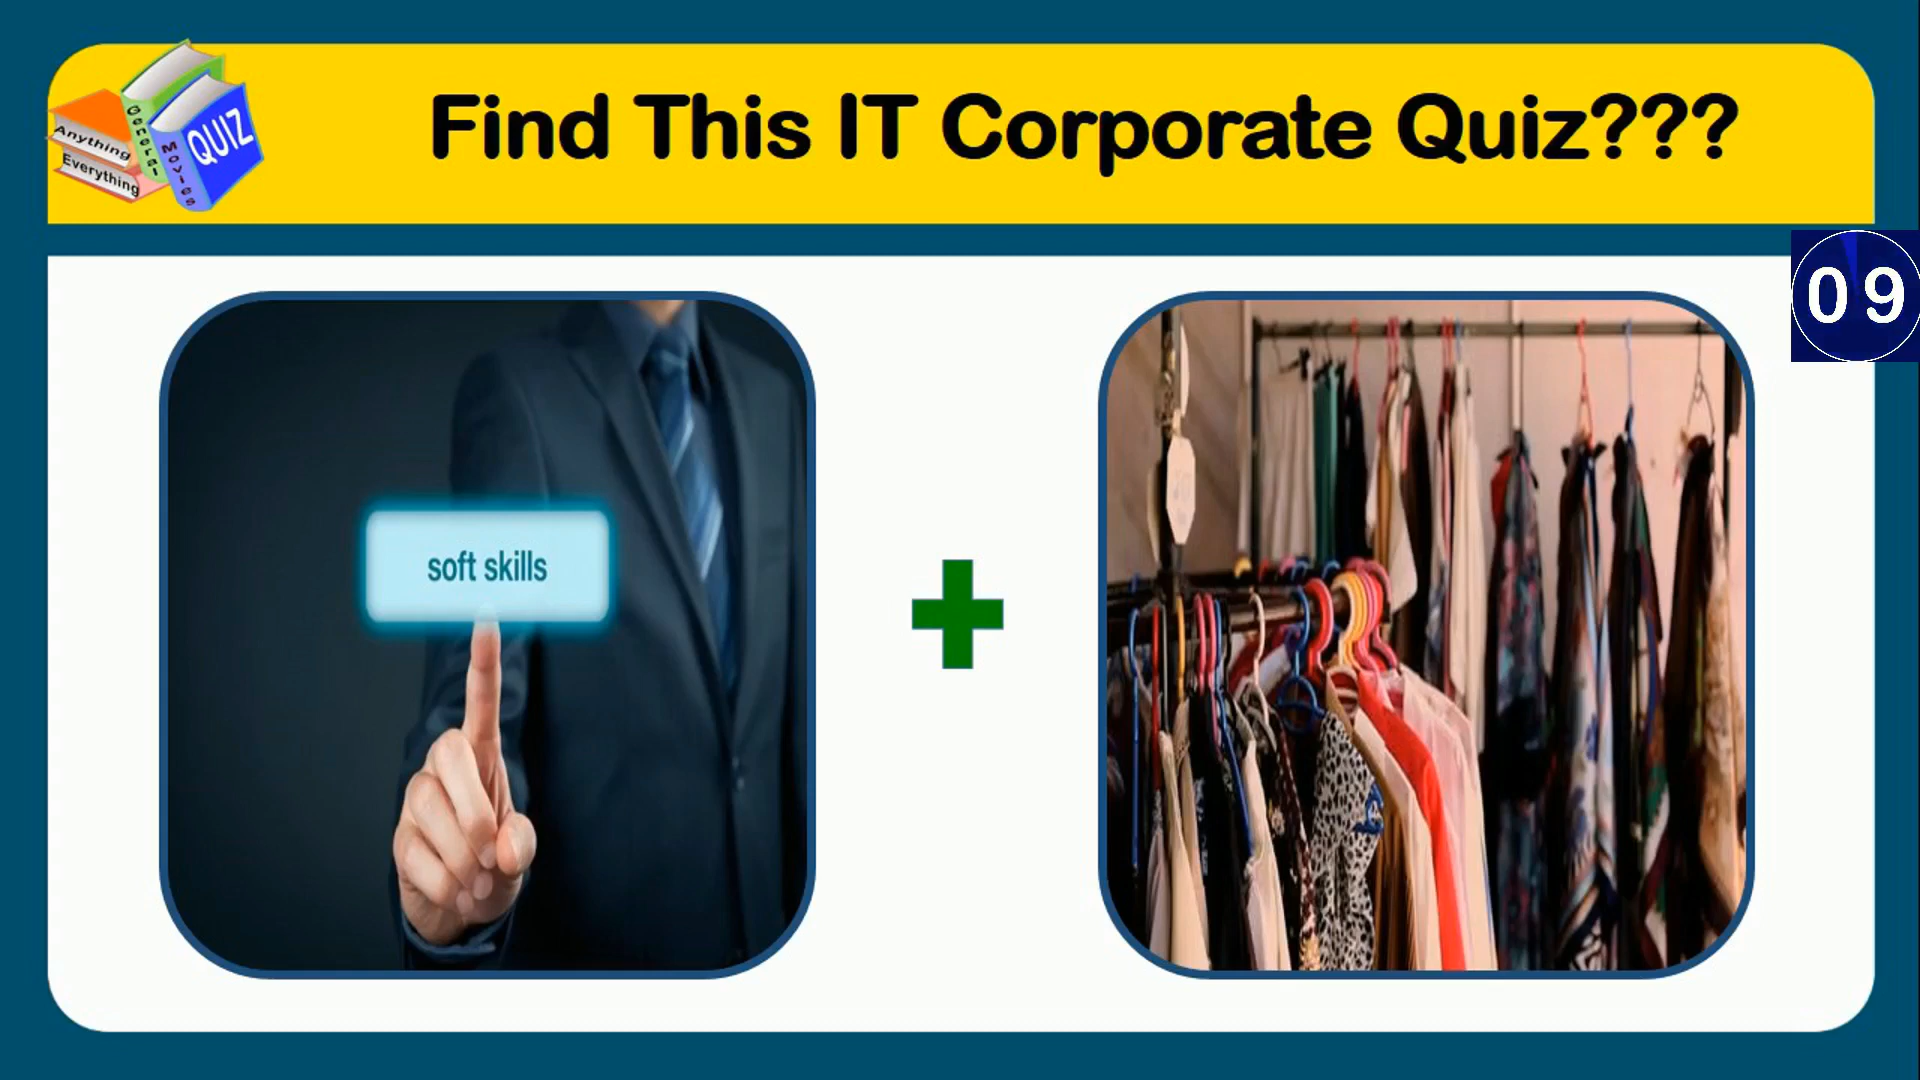 Find This IT Corporate Quiz???
Anything
Everything
General
Movies
QUIZ
09
soft skills